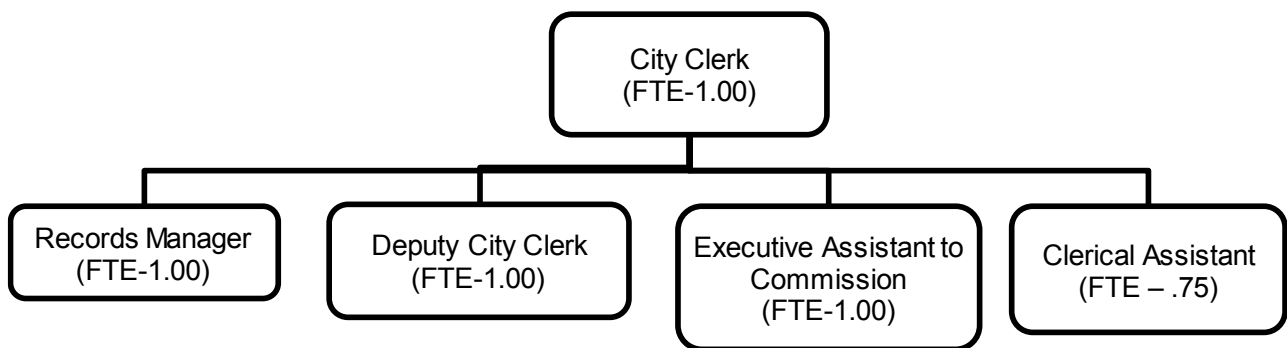 City Clerk
(FTE-1.00)
Records Manager
(FTE-1.00)
Deputy City Clerk
(FTE-1.00)
Executive Assistant to
Commission
(FTE-1.00)
Clerical Assistant
(FTE – .75)